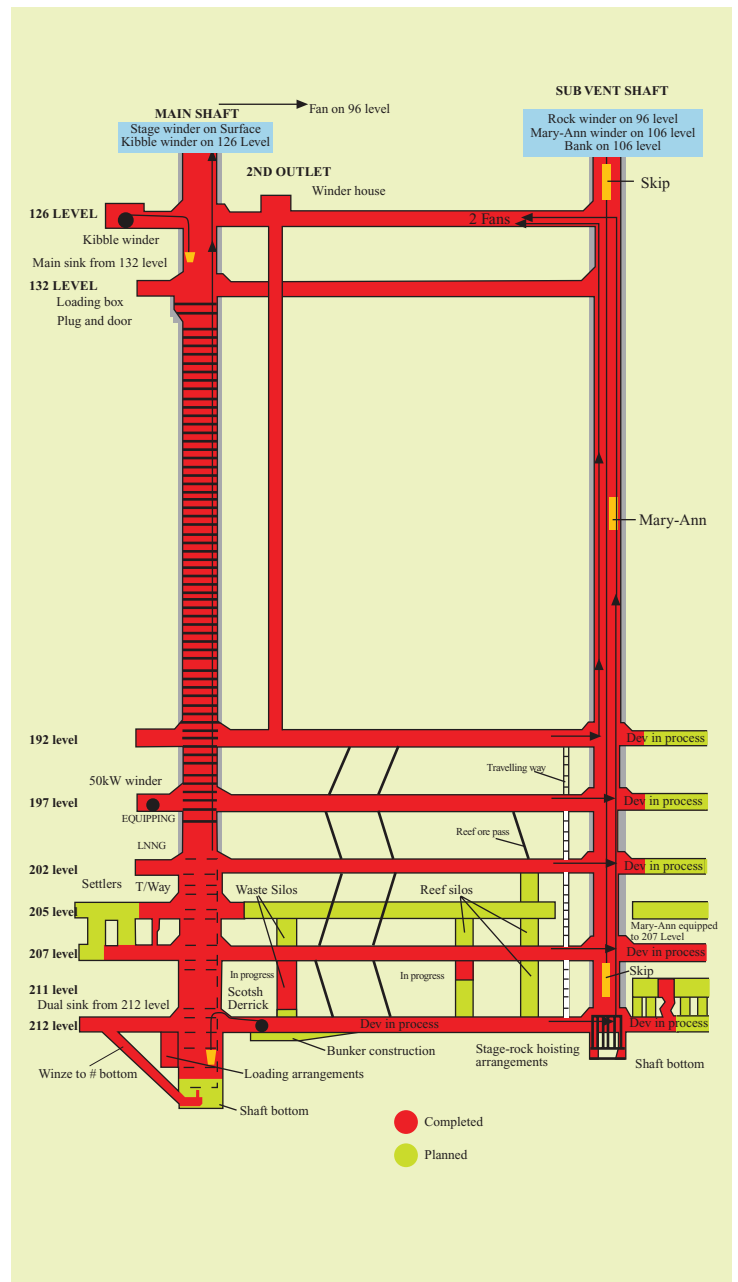 SUB VENT SHAFT
Fan on 96 level
MAIN SHAFT
Stage winder on Surface
Kibble winder on 126 Level
Rock winder on 96 level
Mary-Ann winder on 106 level
Bank on 106 level
2ND OUTLET
Winder house
Skip
126 LEVEL
2 Fans
Kibble winder
Main sink from 132 level
132 LEVEL
Loading box
Plug and door
Mary-Ann
192 level
Dev in process
Travelling way
50kW winder
197 level
Dev in process
EQUIPPING
Reef ore pass
LNNG
202 level
Dev in process
Settlers
T/Way
Waste Silos
Reef silos
205 level
Mary-Ann equipped
to 207 Level
207 level
Dev in process
In progress
In progress
Skip
211 level
Scotsh
Derrick
Dual sink from 212 level
212 level
Dev in process
Dev in process
Bunker construction
Stage-rock hoisting
arrangements
Winze to # bottom
Loading arrangements
Shaft bottom
Shaft bottom
Completed
Planned